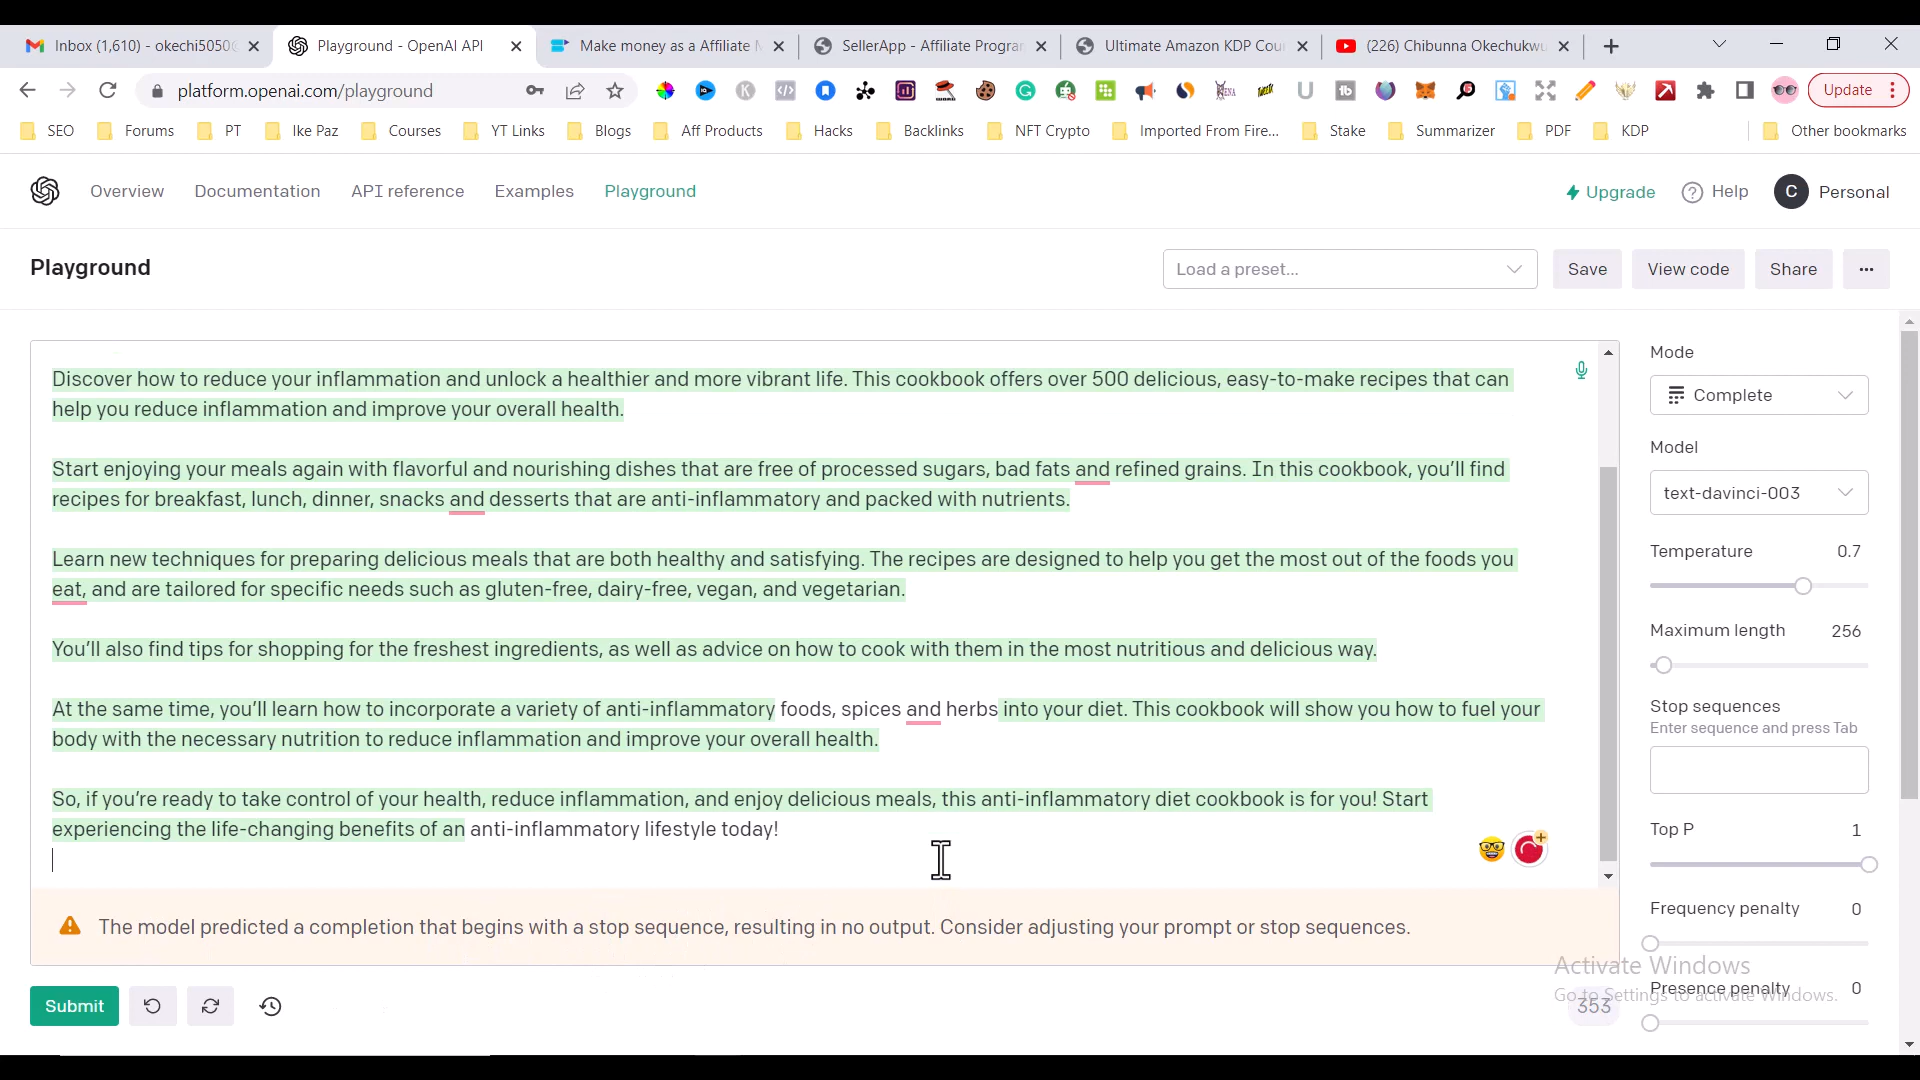 Inbox (1,610) - okechi5050
Playground - OpenAI API
Make money as a Affiliate
SellerApp - Affiliate Progra
Ultimate Amazon KDP Cou
(226) Chibunna Okechukwu
platform.openai.com/playground
Update
SEO
Forums
PT
Ike Paz
Courses
YT Links
Blogs
Aff Products
Hacks
Backlinks
NFT Crypto
Imported From Fire...
Stake
Summarizer
PDF
KDP
Other bookmarks
Overview
Documentation
API reference
Examples
Playground
Upgrade
Help
C
Personal
Playground
Load a preset...
Save
View code
Share
Discover how to reduce your inflammation and unlock a healthier and more vibrant life. This cookbook offers over 500 delicious, easy-to-make recipes that can
help you reduce inflammation and improve your overall health.
Start enjoying your meals again with flavorful and nourishing dishes that are free of processed sugars, bad fats and refined grains. In this cookbook, you'll find
recipes for breakfast, lunch, dinner, snacks and desserts that are anti-inflammatory and packed with nutrients.
Learn new techniques for preparing delicious meals that are both healthy and satisfying. The recipes are designed to help you get the most out of the foods you
eat, and are tailored for specific needs such as gluten-free, dairy-free, vegan, and vegetarian.
You'll also find tips for shopping for the freshest ingredients, as well as advice on how to cook with them in the most nutritious and delicious way.
At the same time, you'll learn how to incorporate a variety of anti-inflammatory foods, spices and herbs into your diet. This cookbook will show you how to fuel your
body with the necessary nutrition to reduce inflammation and improve your overall health.
So, if you're ready to take control of your health, reduce inflammation, and enjoy delicious meals, this anti-inflammatory diet cookbook is for you! Start
experiencing the life-changing benefits of an anti-inflammatory lifestyle today!
The model predicted a completion that begins with a stop sequence, resulting in no output. Consider adjusting your prompt or stop sequences.
Submit
353
Mode
Complete
Model
text-davinci-003
Temperature 0.7
Maximum length 256
Stop sequences
Enter sequence and press Tab
Top P 1
Frequency penalty 0
Presence penalty 0
Activate Windows
Go to Settings to activate Windows.